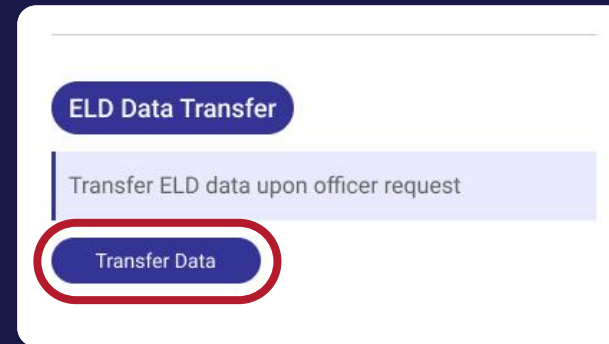 ELD Data Transfer
Transfer ELD data upon officer request
Transfer Data